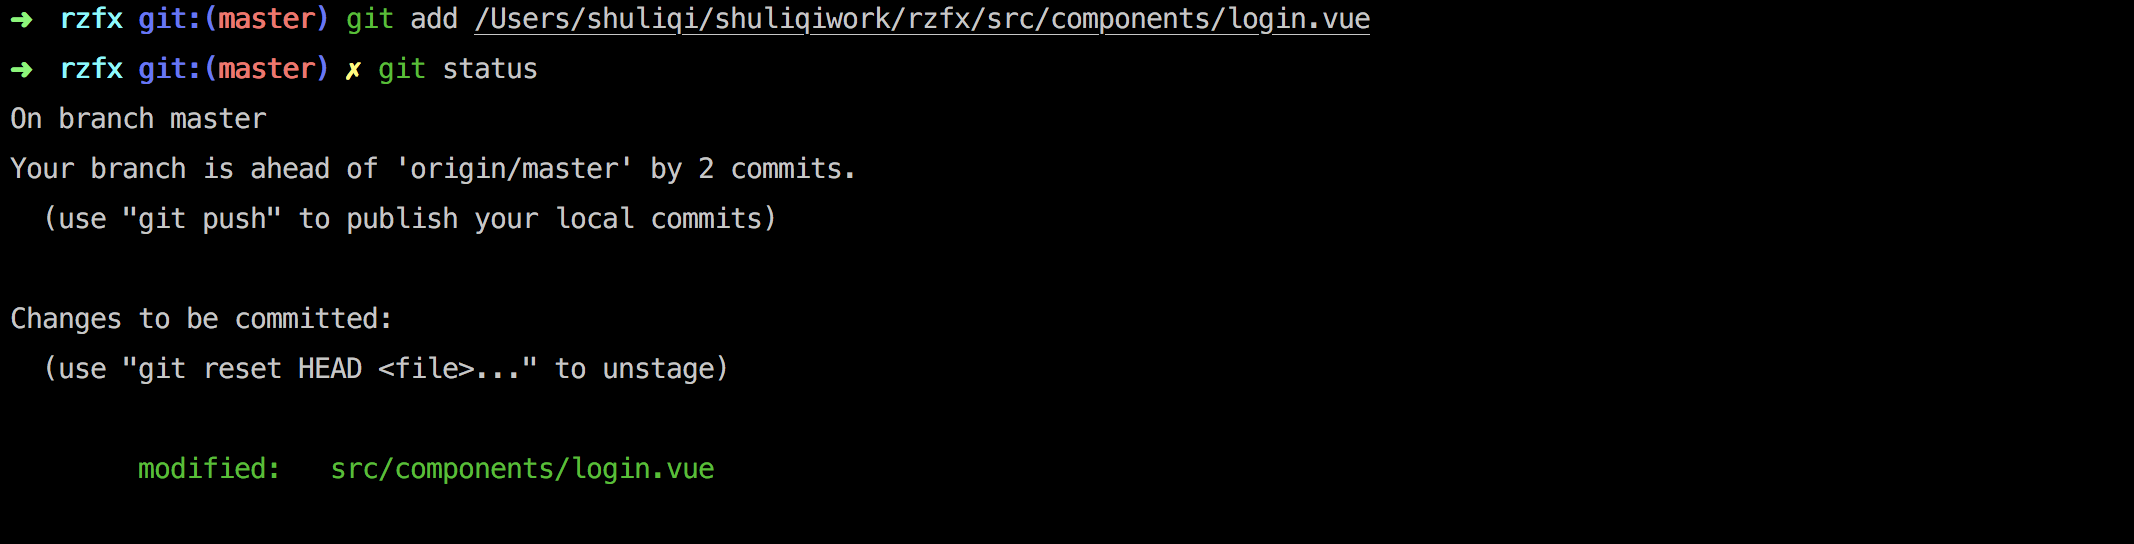 ➜  rzfx git:(master) git add /Users/shuliqi/shuliqiwork/rzfx/src/components/login.vue
➜  rzfx git:(master) ✗ git status
On branch master
Your branch is ahead of 'origin/master' by 2 commits.
  (use "git push" to publish your local commits)
Changes to be committed:
  (use "git reset HEAD <file>..." to unstage)
        modified:   src/components/login.vue